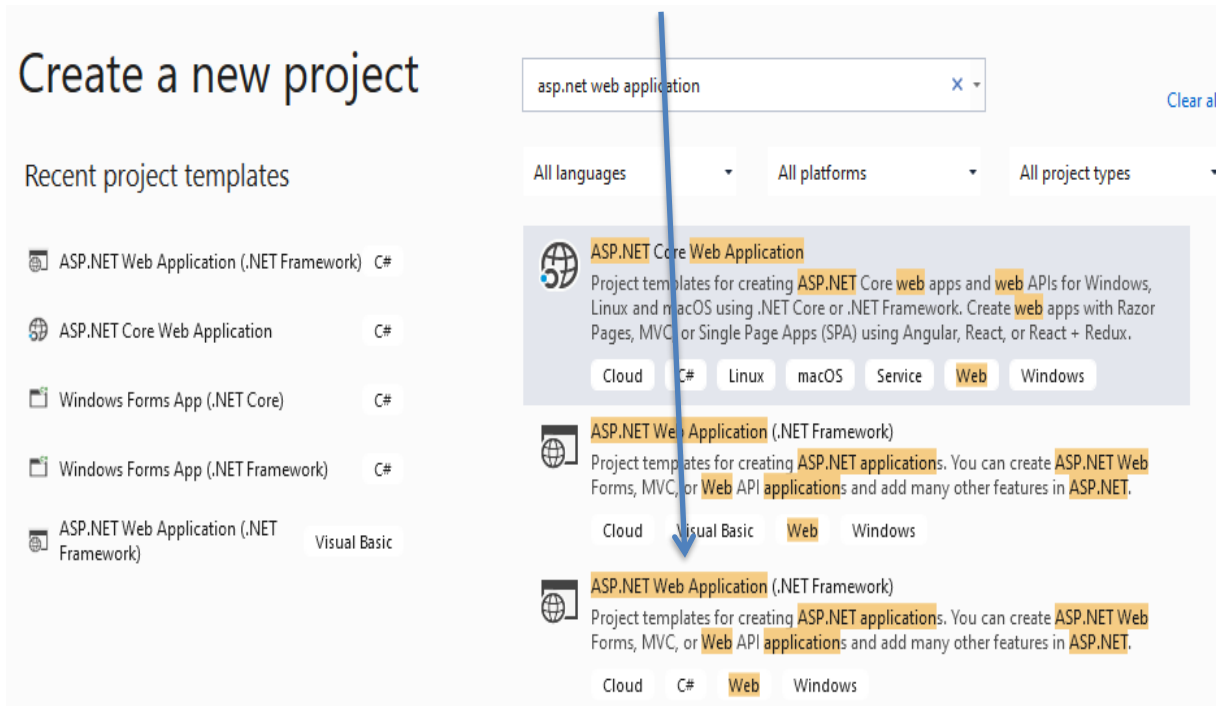 Create a new project
asp.net web application
Clear al
Recent project templates
All languages
All platforms
All project types
ASP.NET Web Application (.NET Framework) C#
ASP.NET Core Web Application C#
Windows Forms App (.NET Core) C#
Windows Forms App (.NET Framework) C#
ASP.NET Web Application (.NET
Framework)
Visual Basic
ASP.NET Core Web Application
Project templates for creating ASP.NET Core web apps and web APIs for Windows,
Linux and macOS using .NET Core or .NET Framework. Create web apps with Razor
Pages, MVC, or Single Page Apps (SPA) using Angular, React, or React + Redux.
Cloud C# Linux macOS Service Web Windows
ASP.NET Web Application (.NET Framework)
Project templates for creating ASP.NET applications. You can create ASP.NET Web
Forms, MVC, or Web API applications and add many other features in ASP.NET.
Cloud Visual Basic Web Windows
ASP.NET Web Application (.NET Framework)
Project templates for creating ASP.NET applications. You can create ASP.NET Web
Forms, MVC, or Web API applications and add many other features in ASP.NET.
Cloud C# Web Windows